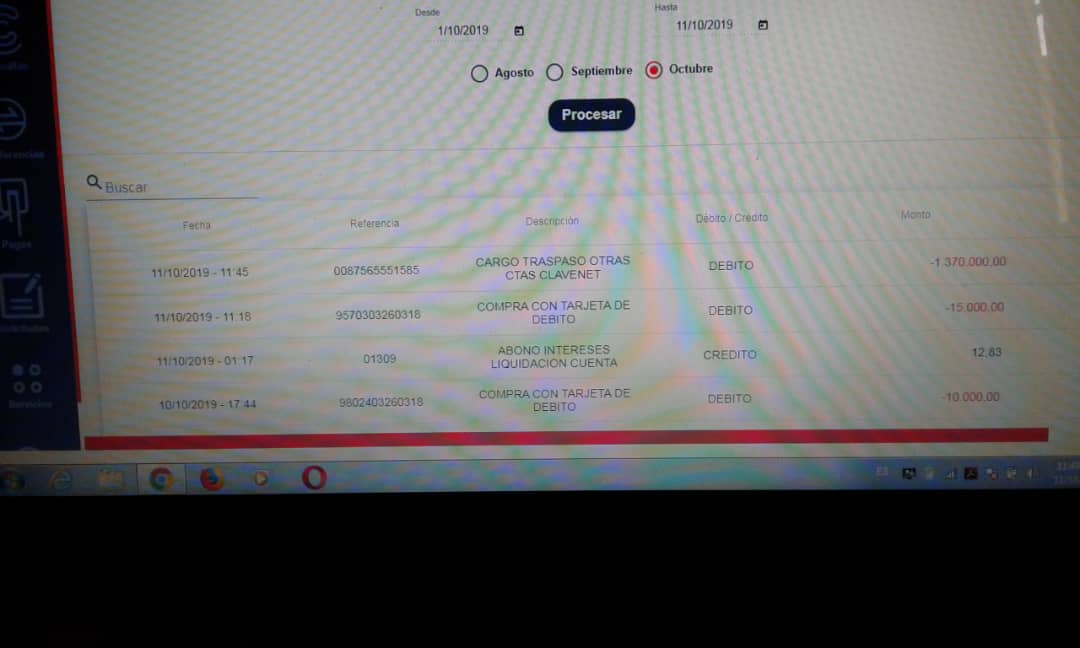 Desde
Hasta
1/10/2019
11/10/2019
Agosto Septiembre Octubre
Procesar
Buscar
Fecha Referencia Descripción Débito / Crédito Monto
11/10/2019 - 11:45 0087565551585 CARGO TRASPASO OTRAS CTAS CLAVENET DEBITO -1.370.000,00
11/10/2019 - 11:18 9570303260318 COMPRA CON TARJETA DE DEBITO DEBITO -15.000,00
11/10/2019 - 01:17 01309 ABONO INTERESES LIQUIDACION CUENTA CREDITO 12,83
10/10/2019 - 17:44 9802403260318 COMPRA CON TARJETA DE DEBITO DEBITO -10.000,00
Pagos
Servicios
ES